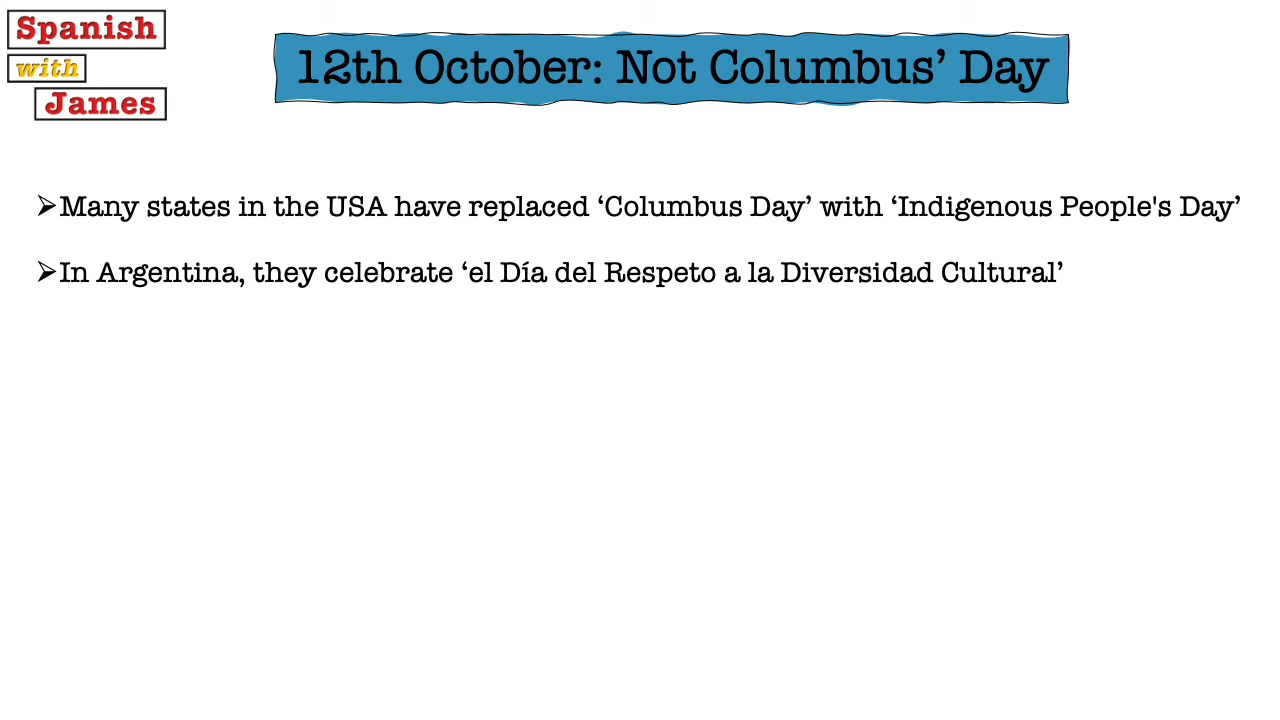 Spanish
with
James
12th October: Not Columbus’ Day
➢Many states in the USA have replaced ‘Columbus Day’ with ‘Indigenous People's Day’
➢In Argentina, they celebrate ‘el Día del Respeto a la Diversidad Cultural’